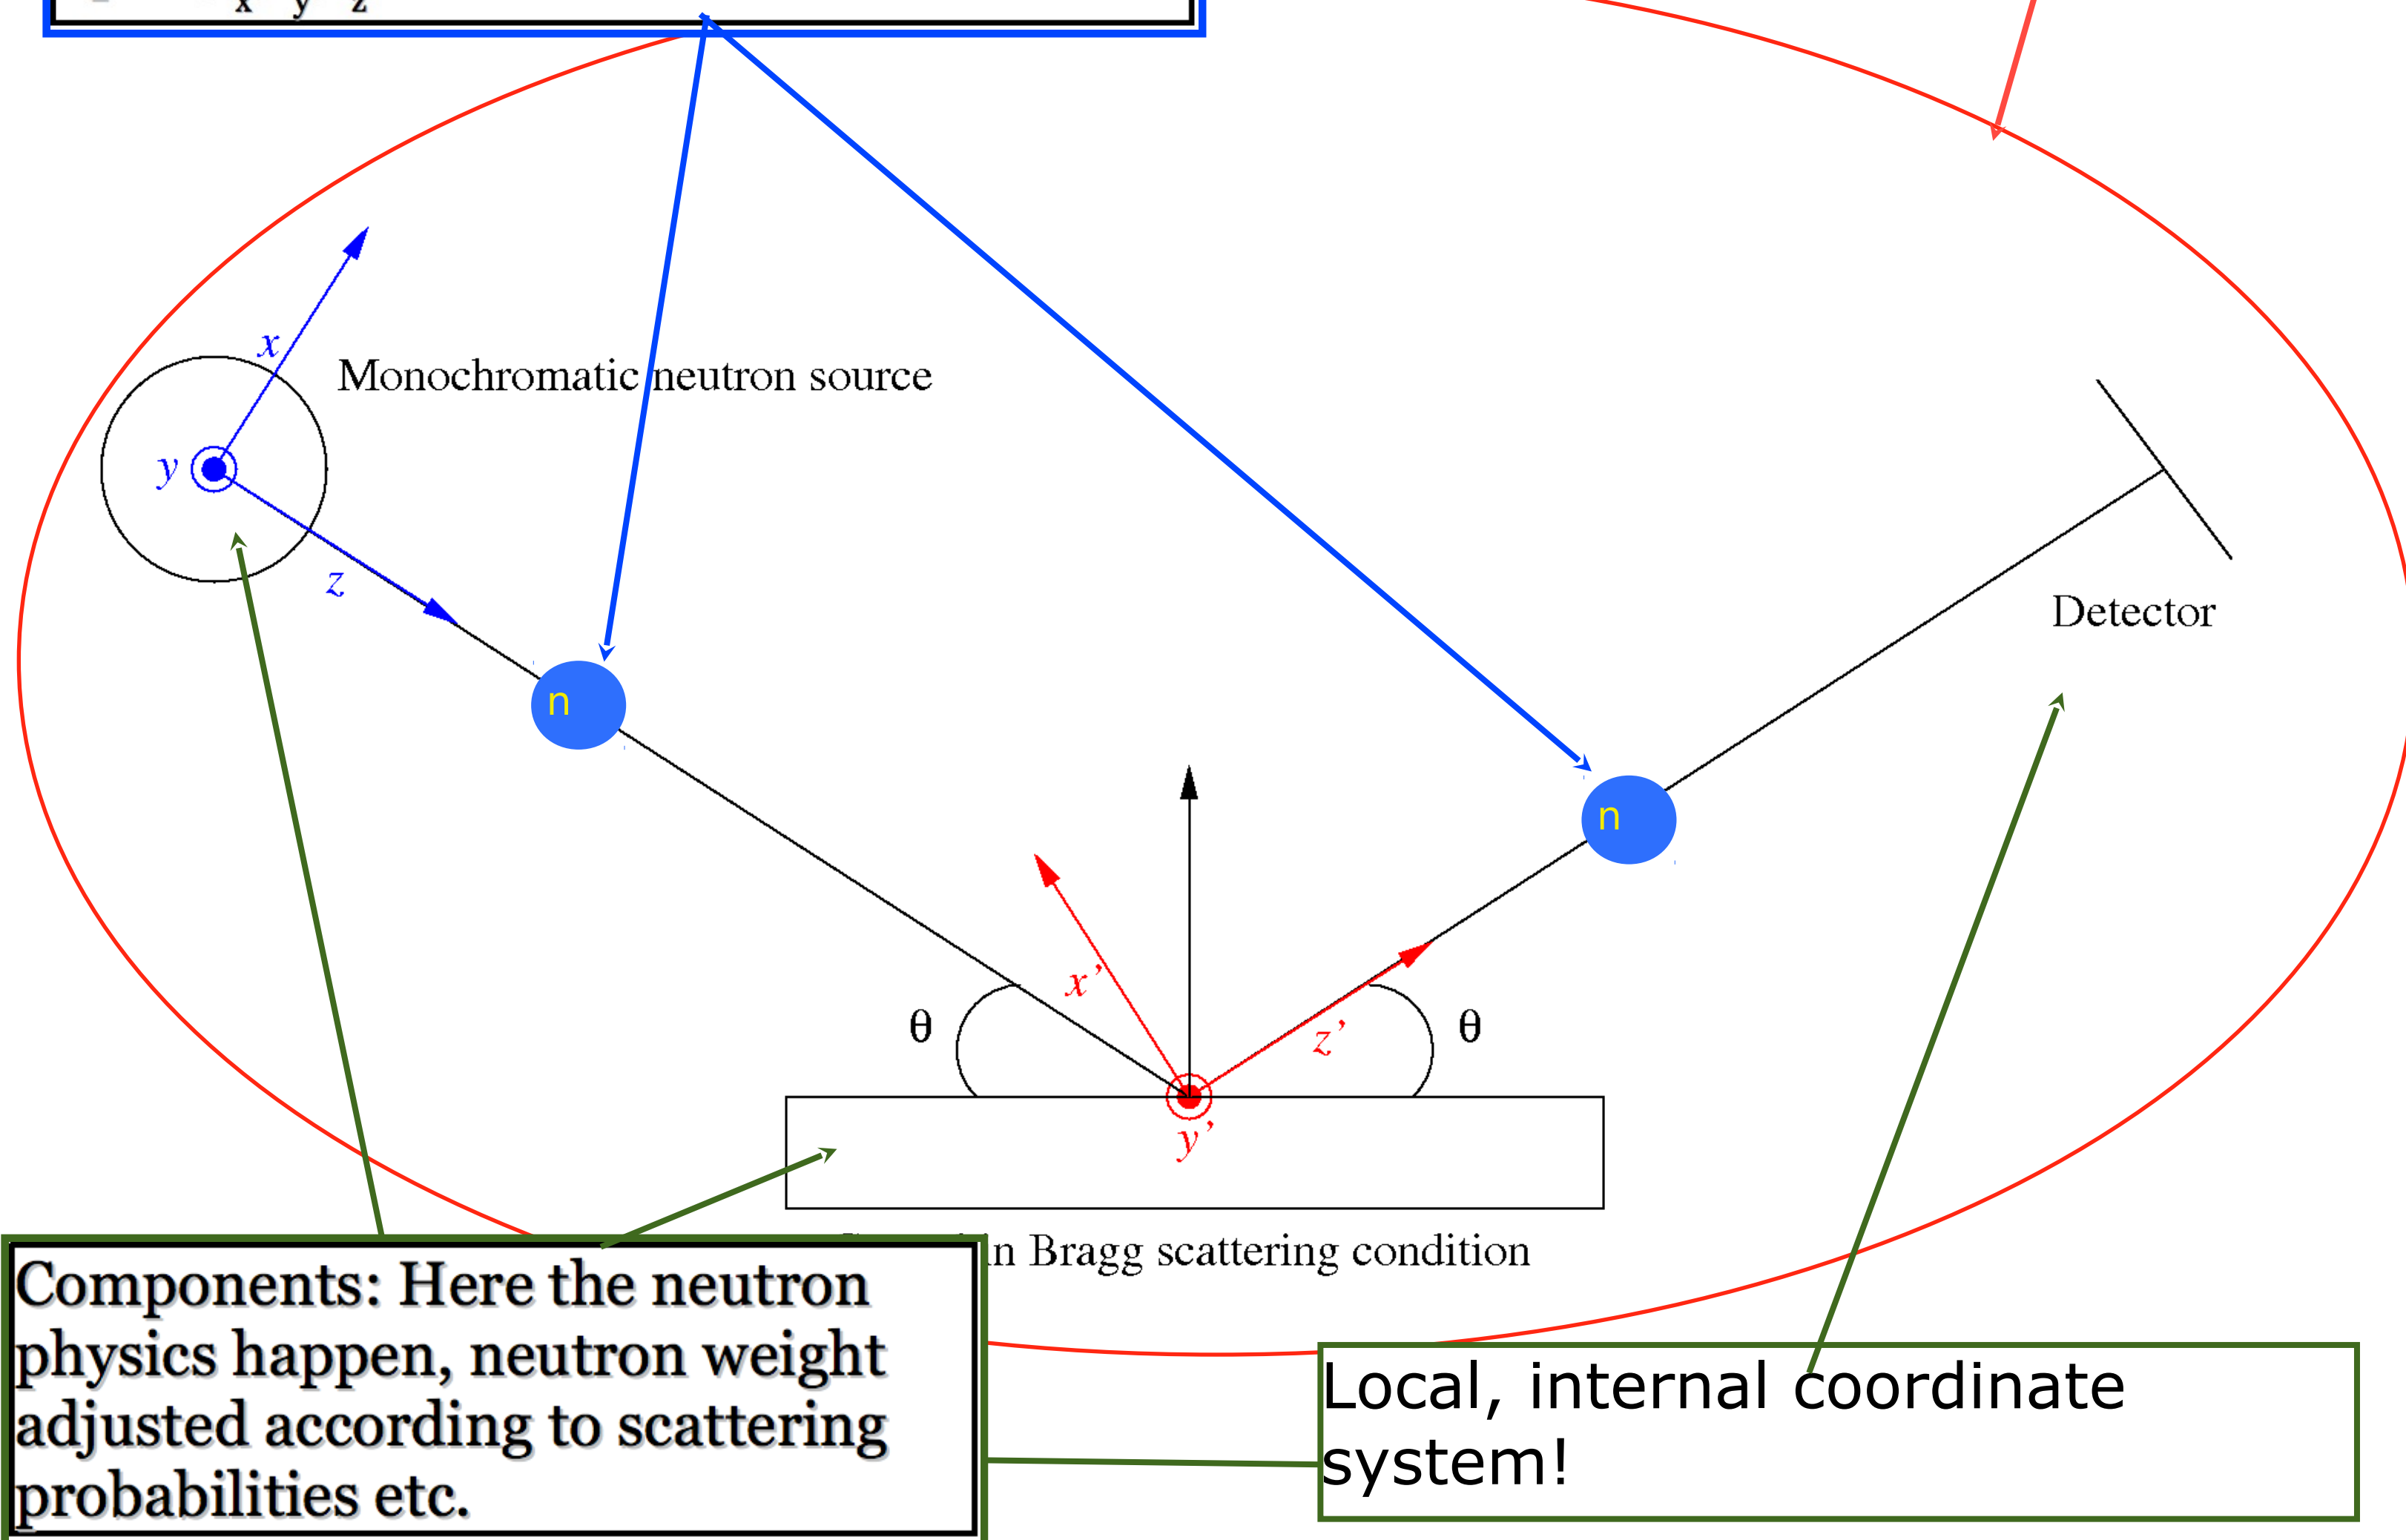 x y z
x
Monochromatic neutron source
y
z
n
Detector
n
x’
θ
z’
θ
y’
in Bragg scattering condition
Components: Here the neutron
physics happen, neutron weight
adjusted according to scattering
probabilities etc.
Local, internal coordinate
system!